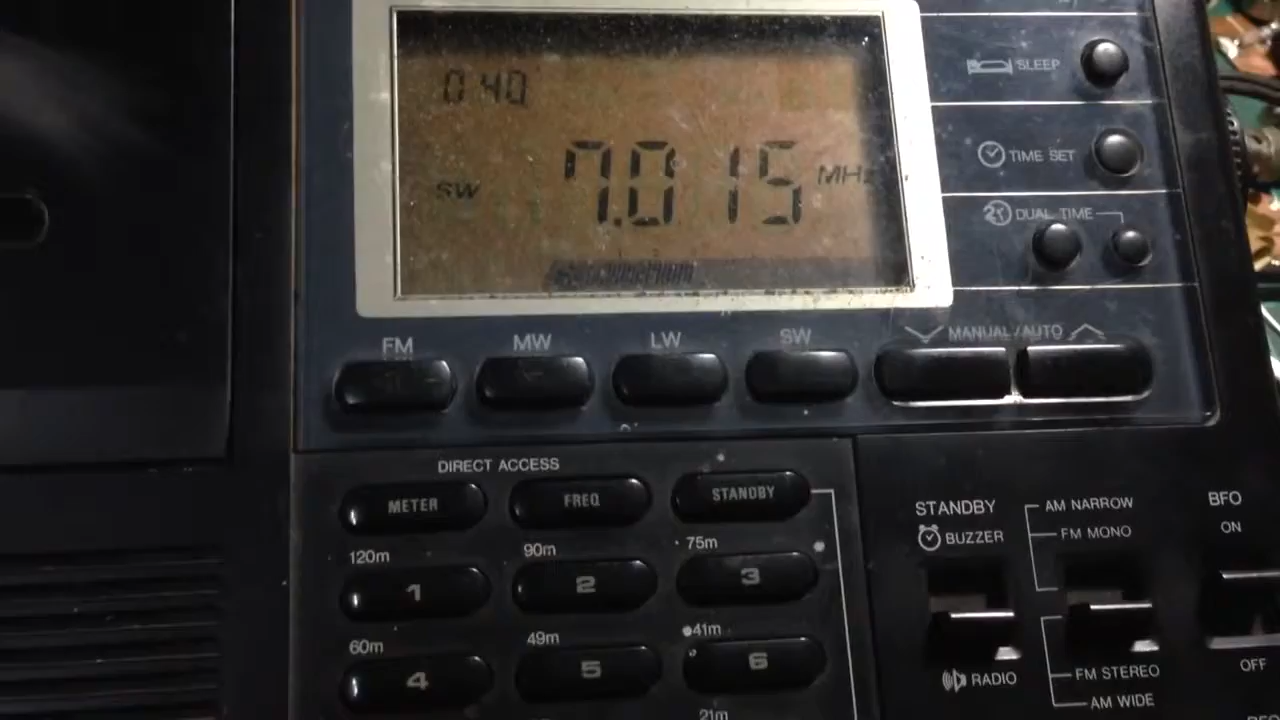 SLEEP
0:40
TIME SET
SW 7.015 MHz
DUAL TIME
FM MW LW SW MANUAL/AUTO
DIRECT ACCESS
METER FREQ STANDBY
120m 90m 75m
1 2 3
60m 49m 41m
4 5 6
21m
STANDBY
BUZZER
RADIO
AM NARROW
FM MONO
FM STEREO
AM WIDE
BFO
ON
OFF